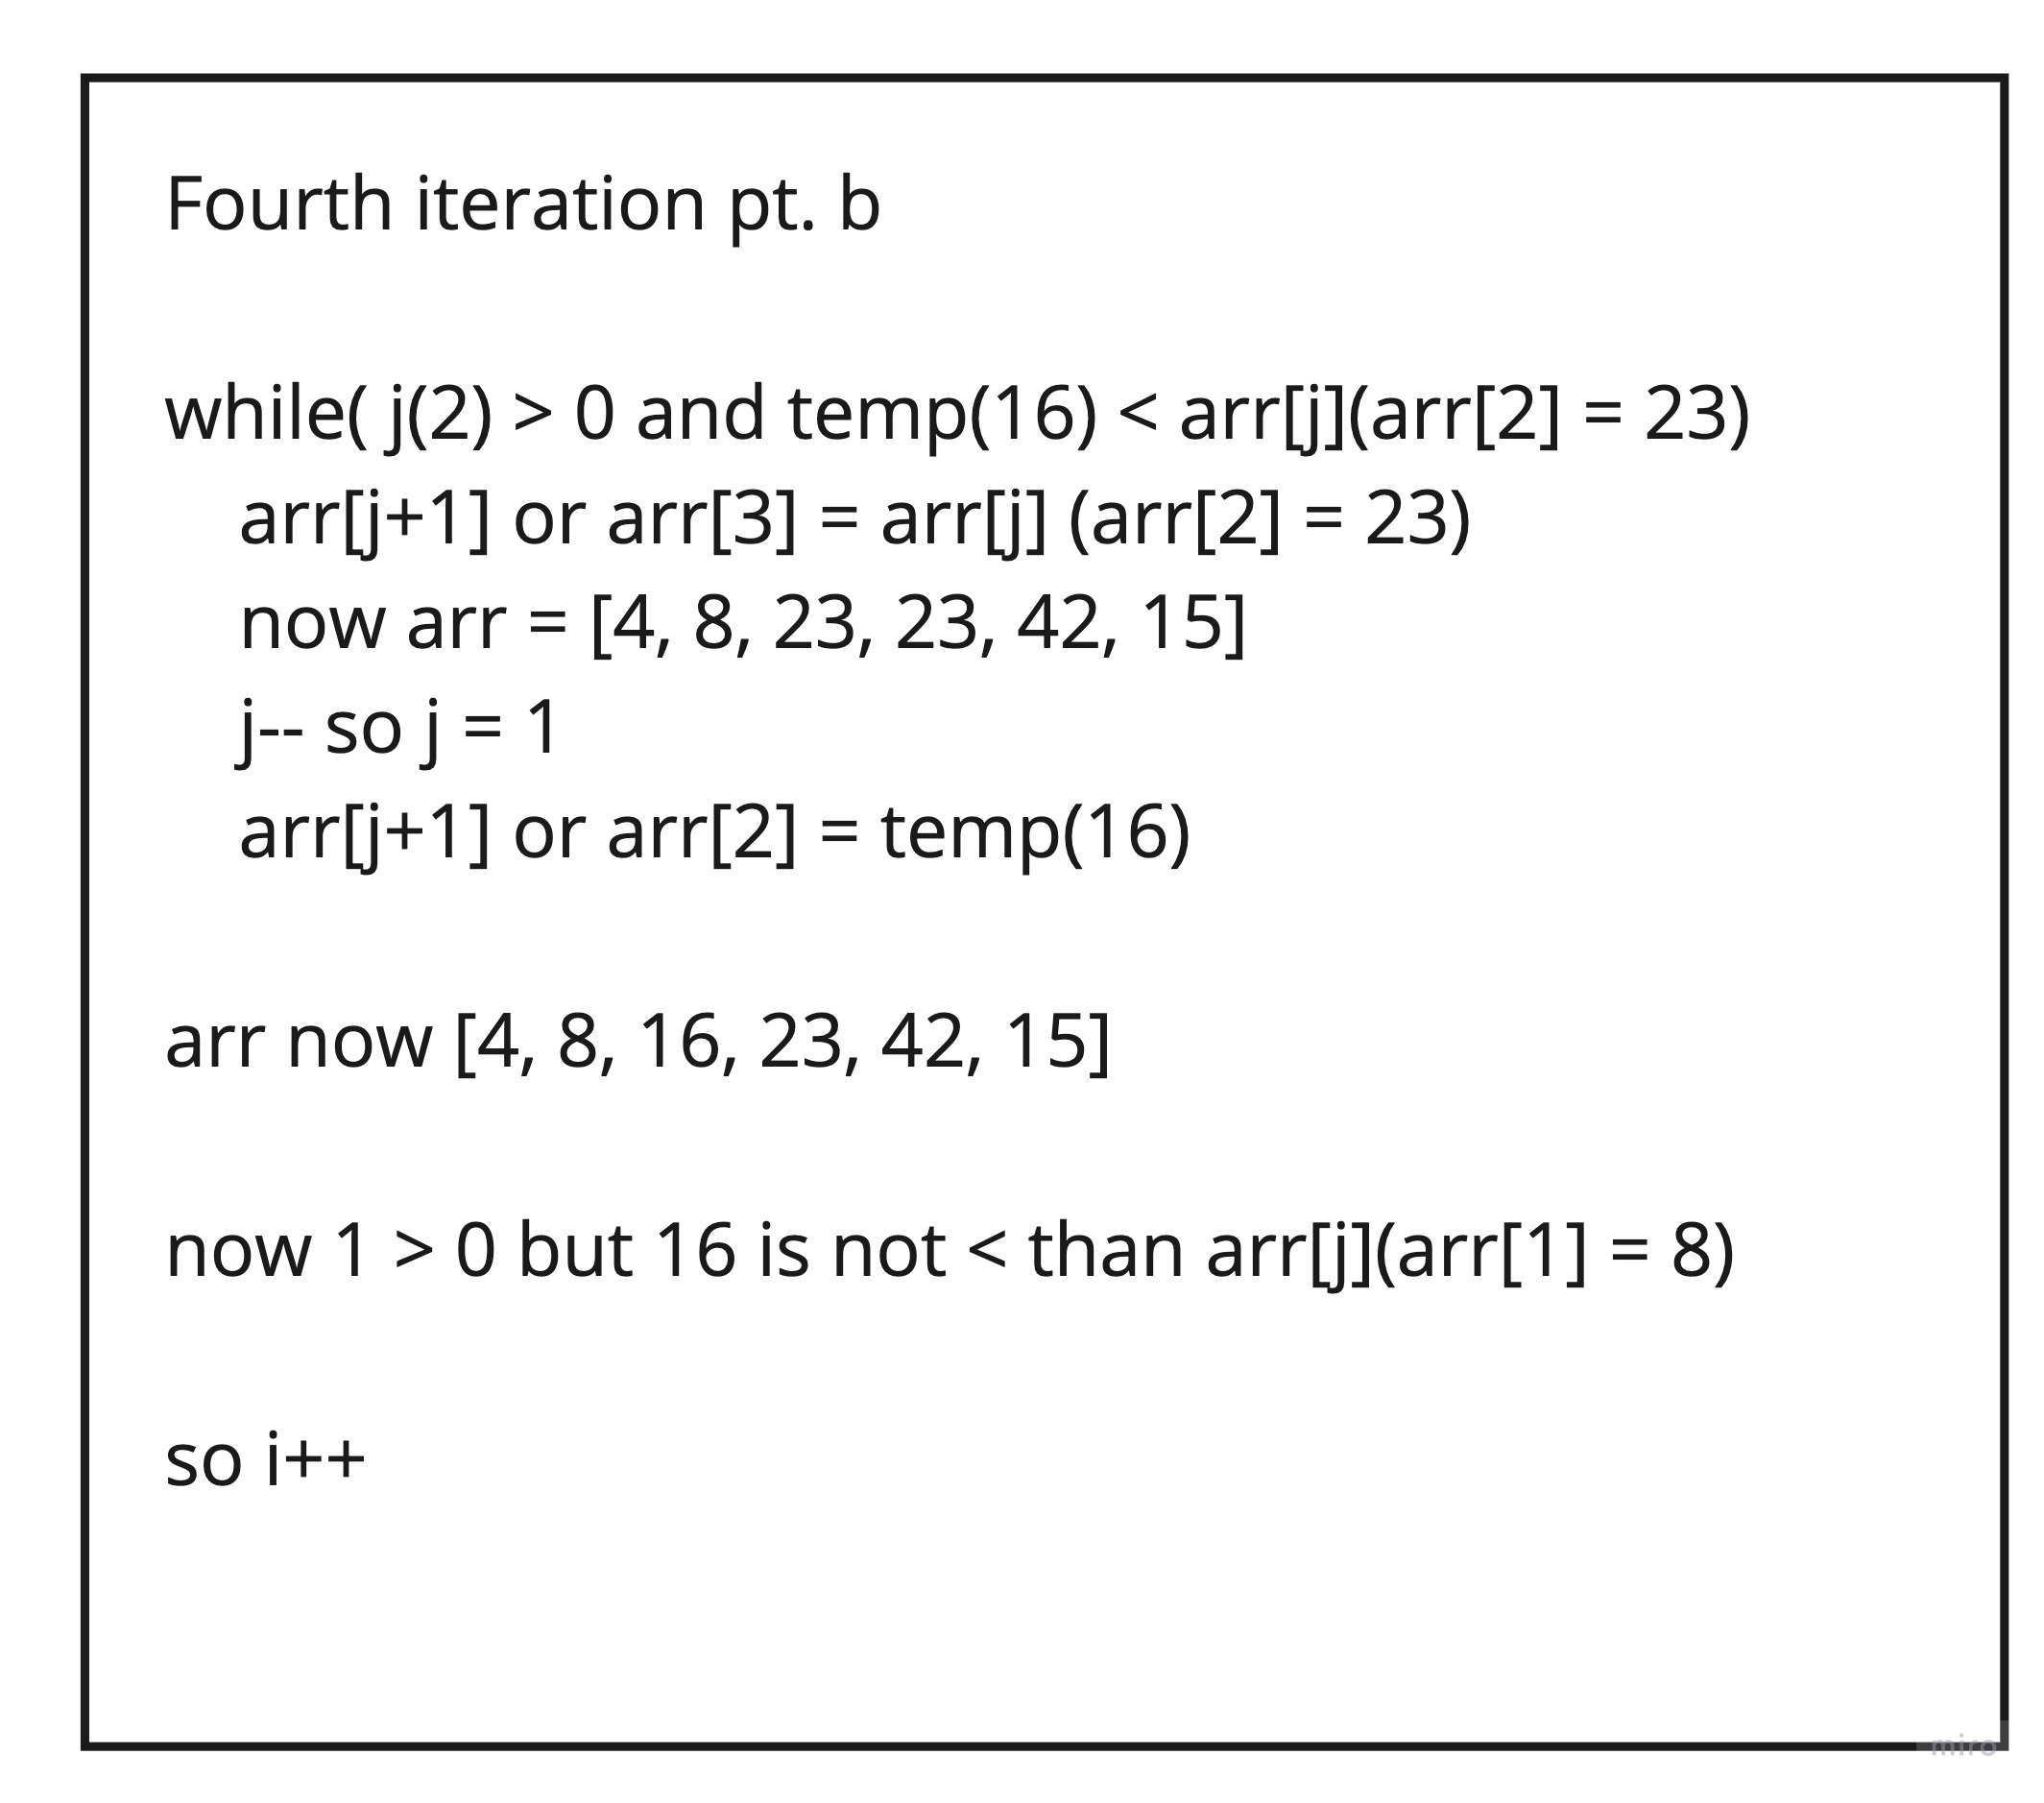 Fourth iteration pt. b
while( j(2) > 0 and temp(16) < arr[j](arr[2] = 23)
arr[j+1] or arr[3] = arr[j] (arr[2] = 23)
now arr = [4, 8, 23, 23, 42, 15]
j-- so j = 1
arr[j+1] or arr[2] = temp(16)
arr now [4, 8, 16, 23, 42, 15]
now 1 > 0 but 16 is not < than arr[j](arr[1] = 8)
so i++
miro